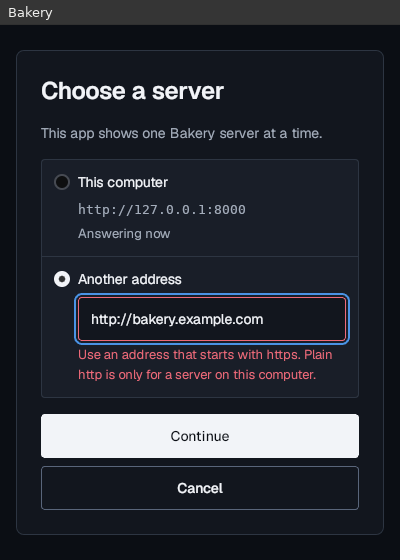 Bakery
Choose a server
This app shows one Bakery server at a time.
This computer
http://127.0.0.1:8000
Answering now
Another address
http://bakery.example.com
Use an address that starts with https. Plain
http is only for a server on this computer.
Continue
Cancel